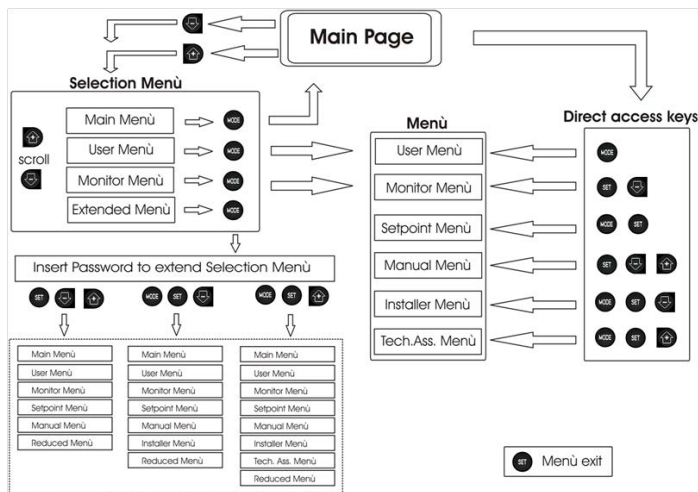 Main Page
Selection Menù
Main Menù MODE
User Menù MODE
Monitor Menù MODE
Extended Menù MODE
scroll
Insert Password to extend Selection Menù
SET
MODE SET
MODE SET
Main Menù
User Menù
Monitor Menù
Setpoint Menù
Manual Menù
Reduced Menù
Main Menù
User Menù
Monitor Menù
Setpoint Menù
Manual Menù
Installer Menù
Reduced Menù
Main Menù
User Menù
Monitor Menù
Setpoint Menù
Manual Menù
Installer Menù
Tech. Ass. Menù
Reduced Menù
Menù
User Menù
Monitor Menù
Setpoint Menù
Manual Menù
Installer Menù
Tech.Ass. Menù
Direct access keys
MODE
SET
MODE SET
SET
MODE SET
MODE SET
SET Menù exit